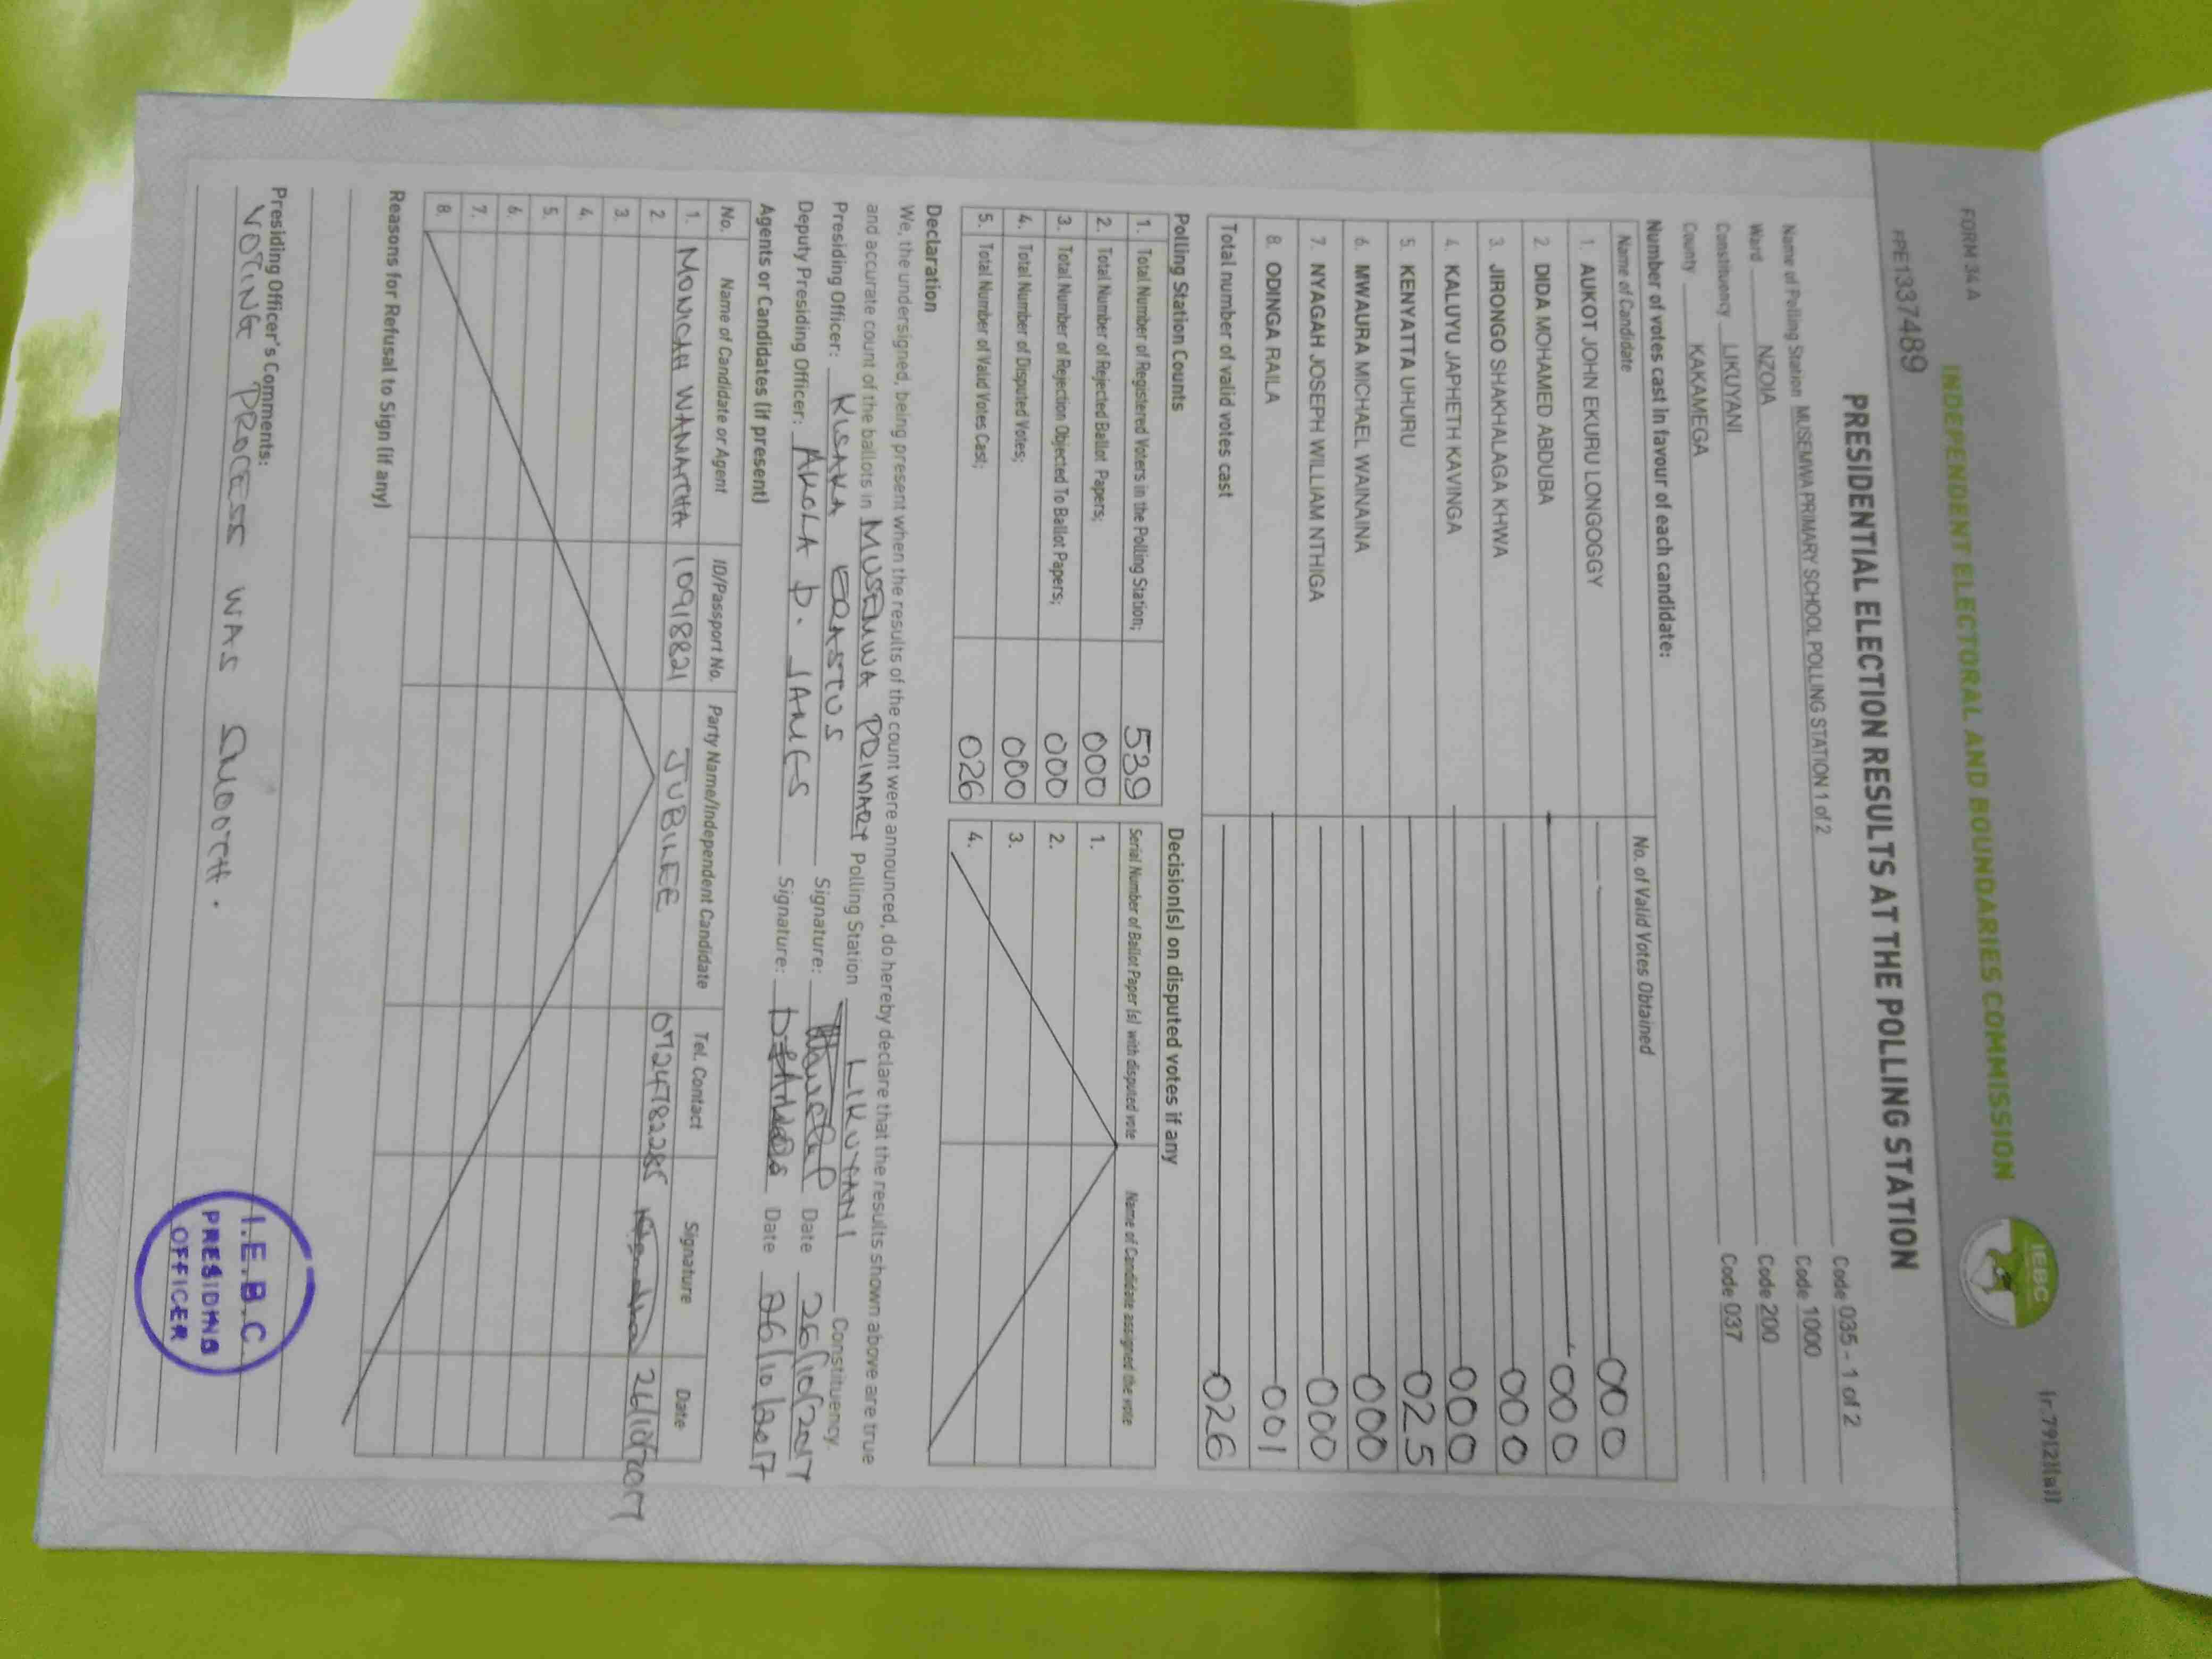 (r.79(2)(a))
FORM 34 A
INDEPENDENT ELECTORAL AND BOUNDARIES COMMISSION
IEBC
PRE1337489
PRESIDENTIAL ELECTION RESULTS AT THE POLLING STATION
Name of Polling Station MUSEMWA PRIMARY SCHOOL POLLING STATION 1 of 2 Code 035 - 1 of 2
Ward NZOIA Code 1000
Constituency LIKUYANI Code 200
County KAKAMEGA Code 037
Number of votes cast in favour of each candidate:
Name of Candidate No. of Valid Votes Obtained
1. AUKOT JOHN EKURU LONGOGGY 000
2. DIDA MOHAMED ABDUBA 000
3. JIRONGO SHAKHALAGA KHWA 000
4. KALUYU JAPHETH KAVINGA 000
5. KENYATTA UHURU 025
6. MWAURA MICHAEL WAINAINA 000
7. NYAGAH JOSEPH WILLIAM NTHIGA 000
8. ODINGA RAILA 001
Total number of valid votes cast 026
Polling Station Counts Decision(s) on disputed votes if any
1. Total Number of Registered Voters in the Polling Station; 539 Serial Number of Ballot Paper (s) with disputed vote Name of Candidate assigned the vote
2. Total Number of Rejected Ballot Papers; 000 1.
3. Total Number of Rejection Objected To Ballot Papers; 000 2.
4. Total Number of Disputed Votes; 000 3.
5. Total Number of Valid Votes Cast; 026 4.
Declaration
We, the undersigned, being present when the results of the count were announced, do hereby declare that the results shown above are true
and accurate count of the ballots in MUSEMWA PRIMARY Polling Station LIKUYANI Constituency.
Presiding Officer: KISAKA ERASTUS Signature: Date 26/10/2017
Deputy Presiding Officer: AKOLA D. JAMES Signature: Date 26/10/2017
Agents or Candidates (if present)
No. Name of Candidate or Agent ID/Passport No. Party Name/Independent Candidate Tel. Contact Signature Date
1. MONICAH WANATCHA 10918821 JUBILEE 0724782285 26/10/2017
2.
3.
4.
5.
6.
7.
8.
Reasons for Refusal to Sign (if any)
Presiding Officer's Comments:
VOTING PROCESS WAS SMOOTH.
I.E.B.C.
PRESIDING
OFFICER